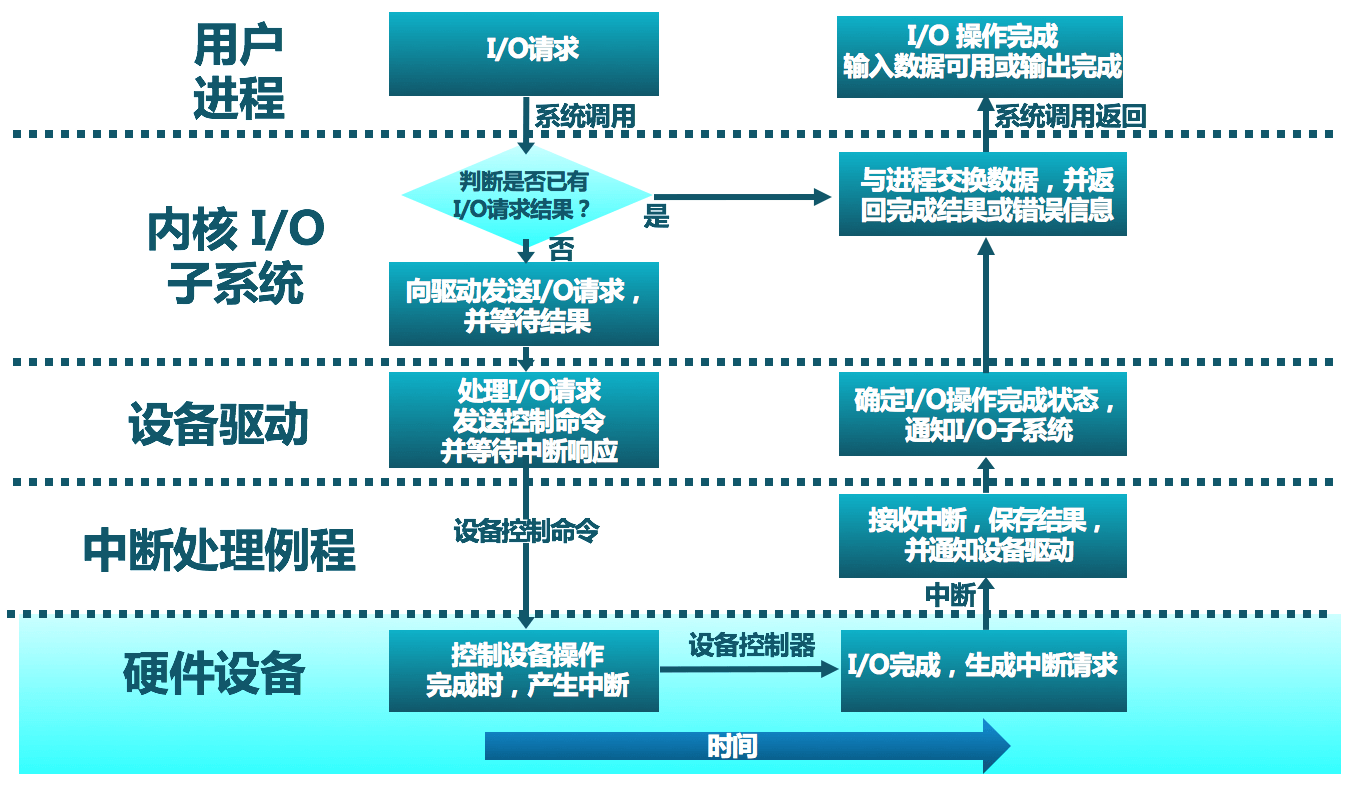 用户
进程
I/O请求
I/O 操作完成
输入数据可用或输出完成
系统调用
系统调用返回
内核 I/O
子系统
判断是否已有
I/O请求结果？
是
否
与进程交换数据，并返
回完成结果或错误信息
向驱动发送I/O请求，
并等待结果
设备驱动
处理I/O请求
发送控制命令
并等待中断响应
确定I/O操作完成状态，
通知I/O子系统
中断处理例程
设备控制命令
接收中断，保存结果，
并通知设备驱动
中断
硬件设备
控制设备操作
完成时，产生中断
设备控制器
I/O完成，生成中断请求
时间